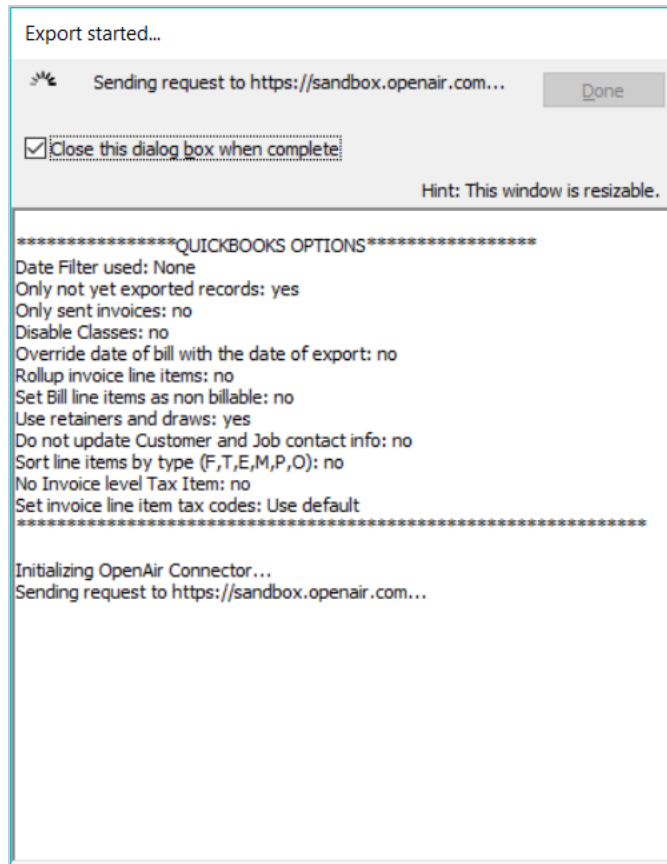 Export started...
Sending request to https://sandbox.openair.com...
Done
Close this dialog box when complete
Hint: This window is resizable.
****************QUICKBOOKS OPTIONS*****************
Date Filter used: None
Only not yet exported records: yes
Only sent invoices: no
Disable Classes: no
Override date of bill with the date of export: no
Rollup invoice line items: no
Set Bill line items as non billable: no
Use retainers and draws: yes
Do not update Customer and Job contact info: no
Sort line items by type (F,T,E,M,P,O): no
No Invoice level Tax Item: no
Set invoice line item tax codes: Use default
***************************************************************
Initializing OpenAir Connector...
Sending request to https://sandbox.openair.com...